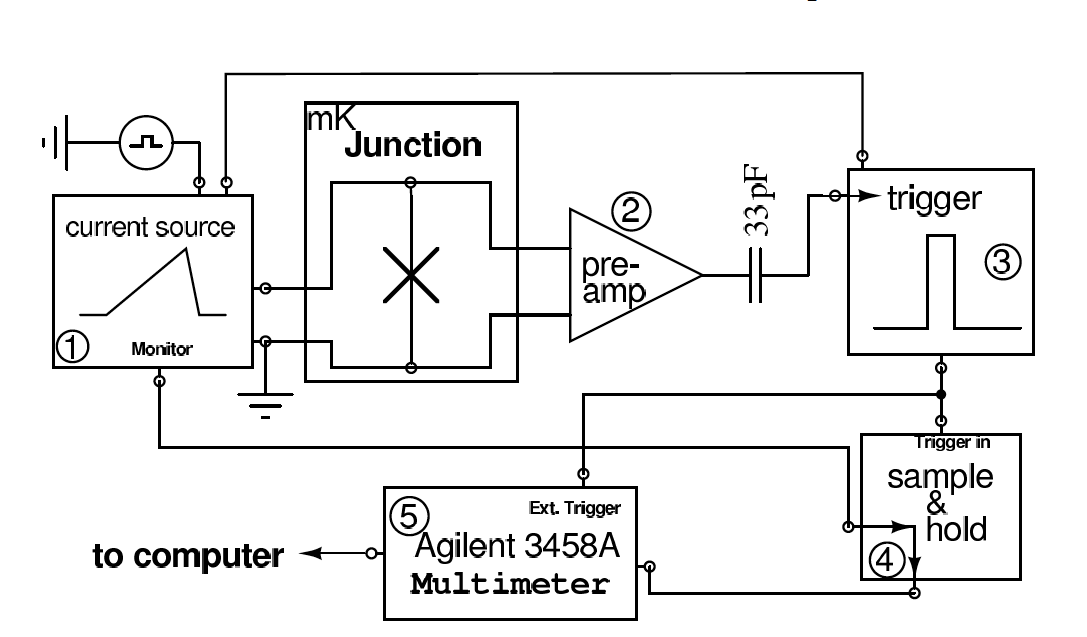 mK
Junction
current source
1
Monitor
2
pre-
amp
33 pF
trigger
3
Trigger in
sample
&
hold
4
5
Ext. Trigger
Agilent 3458A
Multimeter
to computer